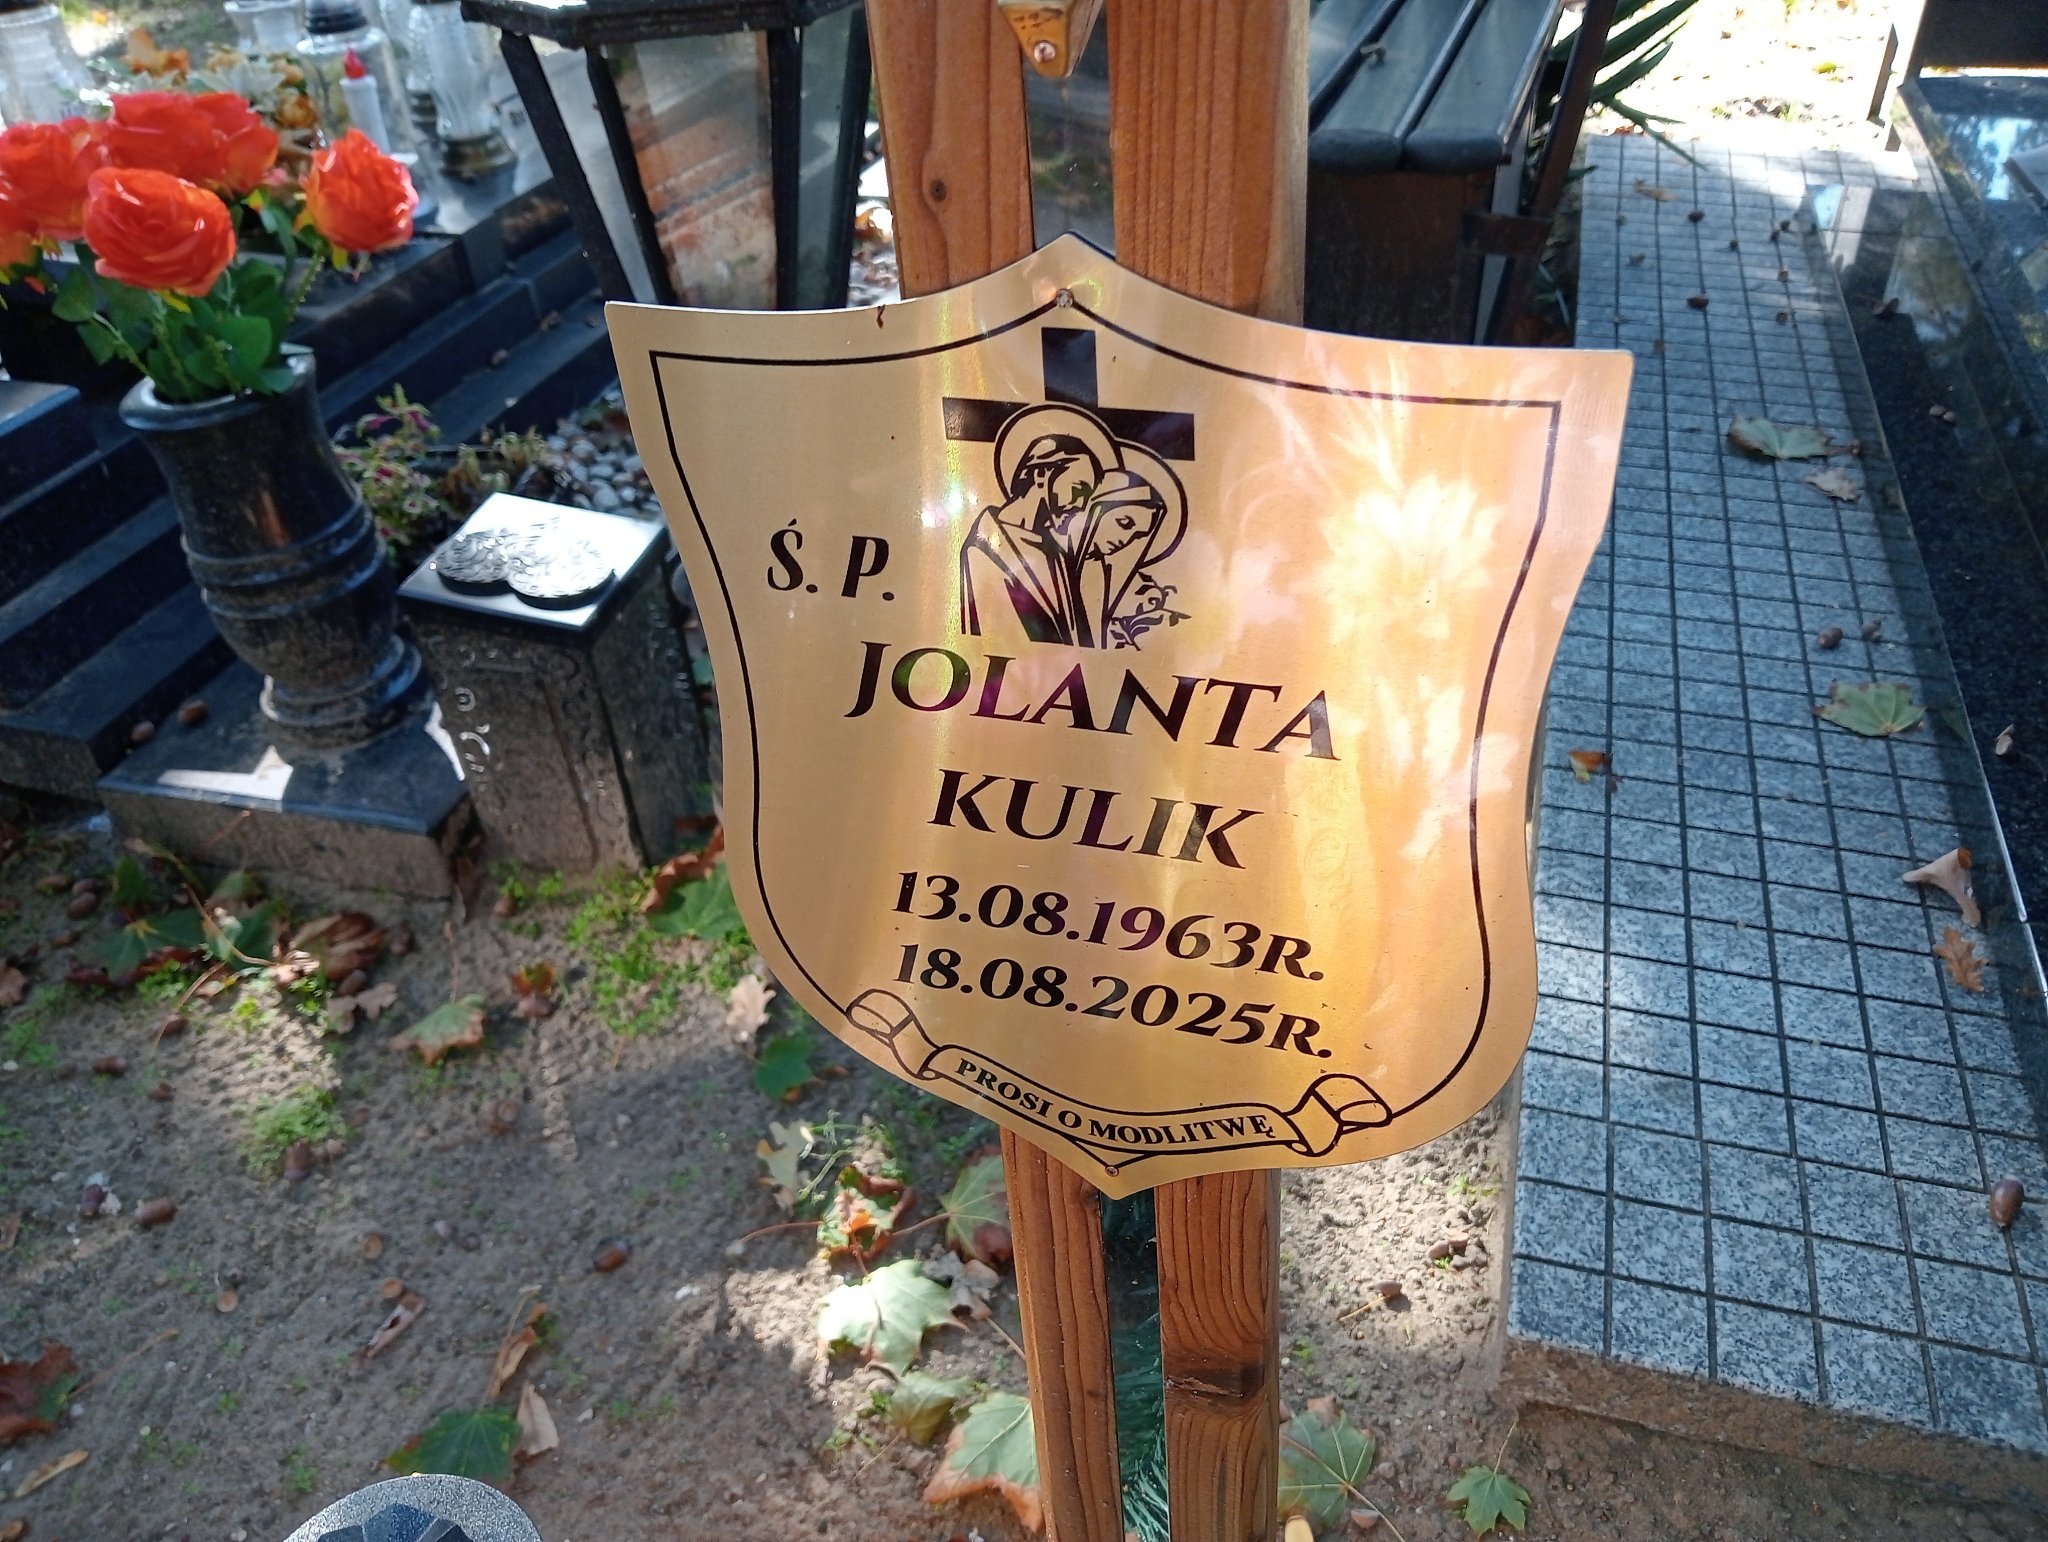 Ś. P.
JOLANTA
KULIK
13.08.1963R.
18.08.2025R.
PROSI O MODLITWĘ